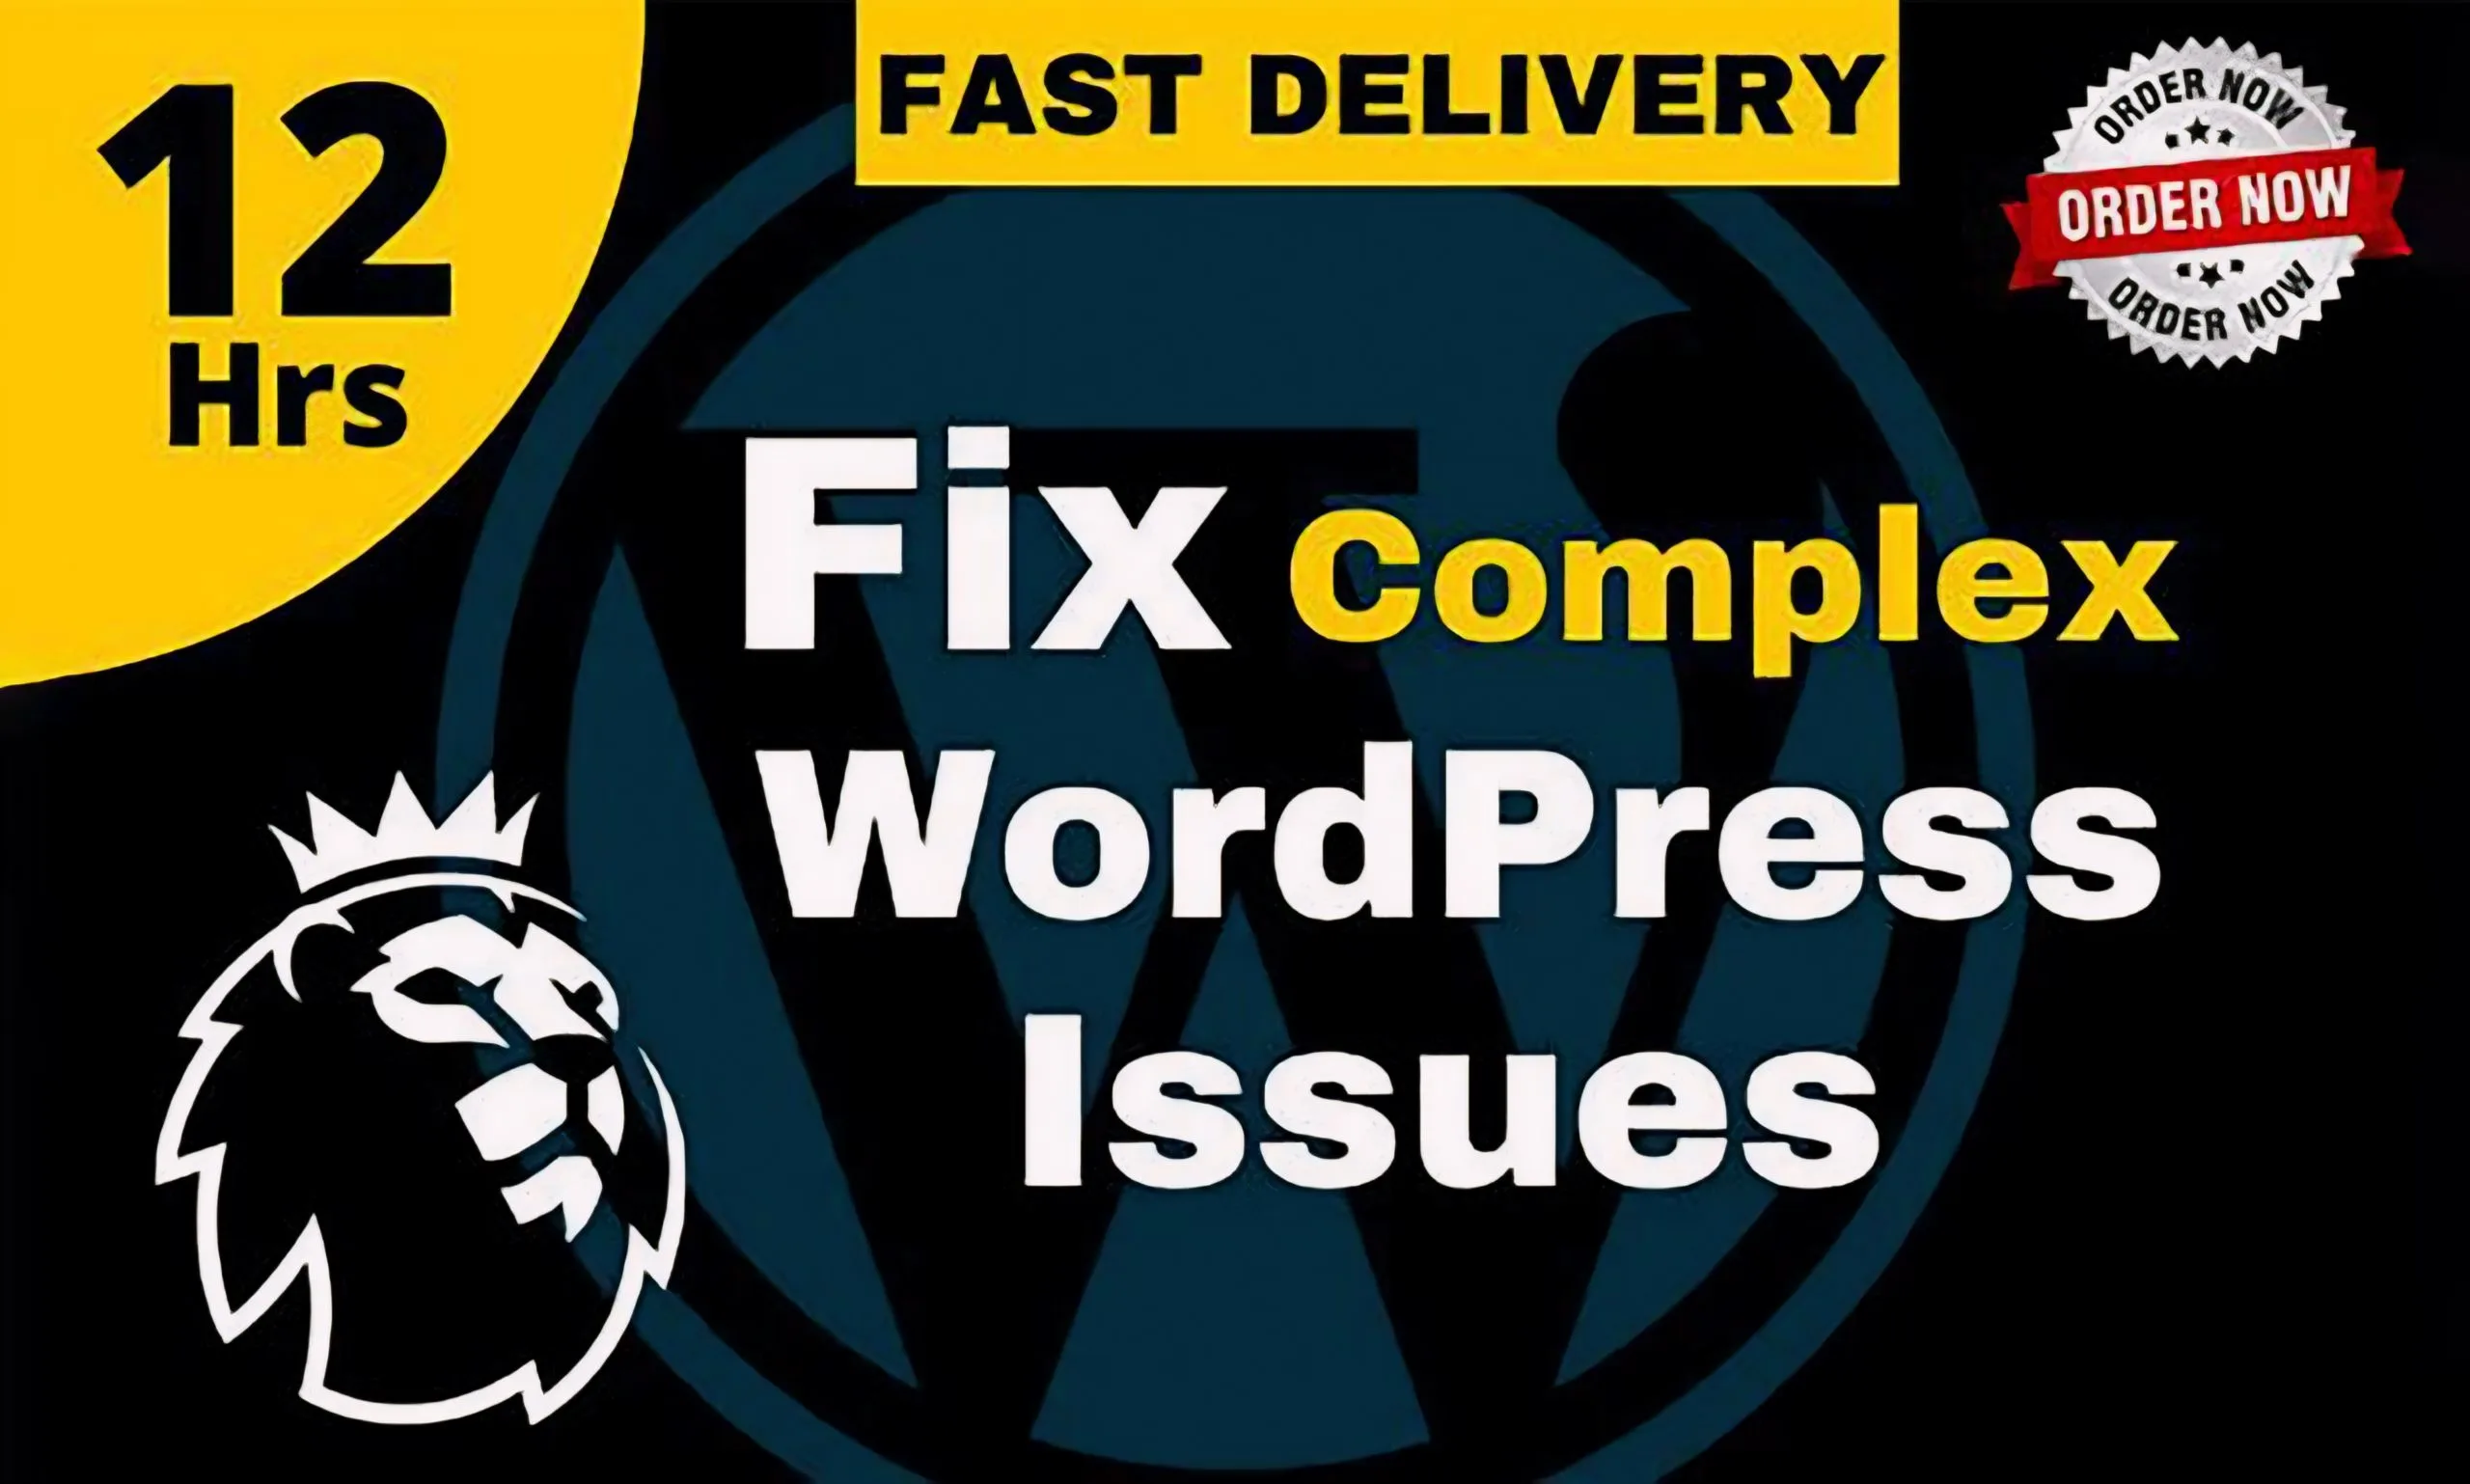 12
Hrs
FAST DELIVERY
ORDER NOW
ORDER NOW
ORDER NOW
Fix Complex
WordPress
Issues